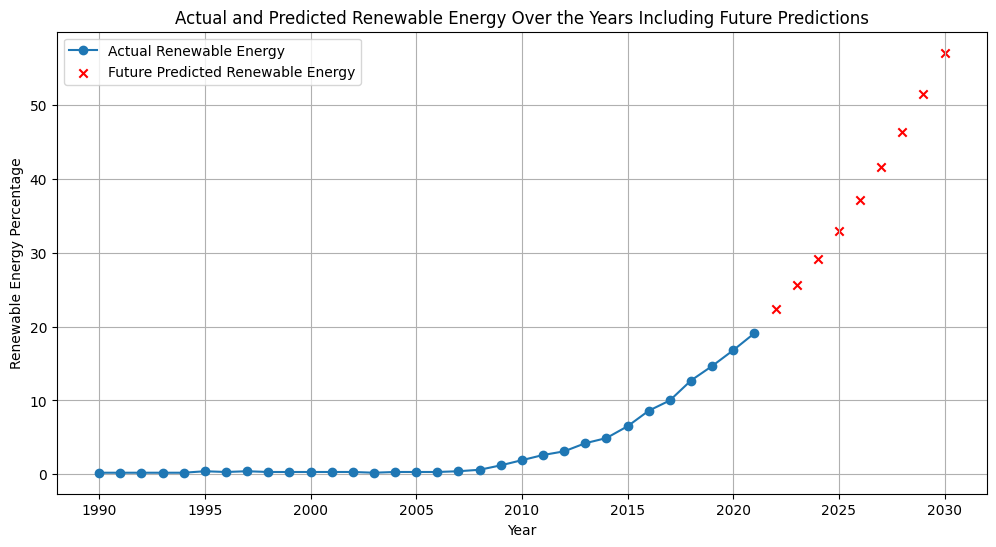 Actual and Predicted Renewable Energy Over the Years Including Future Predictions
Actual Renewable Energy
Future Predicted Renewable Energy
Renewable Energy Percentage
50
40
30
20
10
0
1990 1995 2000 2005 2010 2015 2020 2025 2030
Year